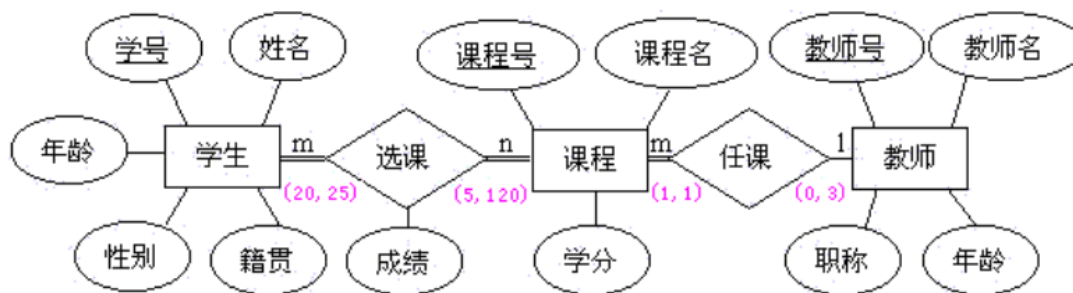 学号
姓名
课程号
课程名
教师号
教师名
年龄
学生
m
选课
n
课程
m
任课
1
教师
(20,25)
(5,120)
(1,1)
(0,3)
性别
籍贯
成绩
学分
职称
年龄